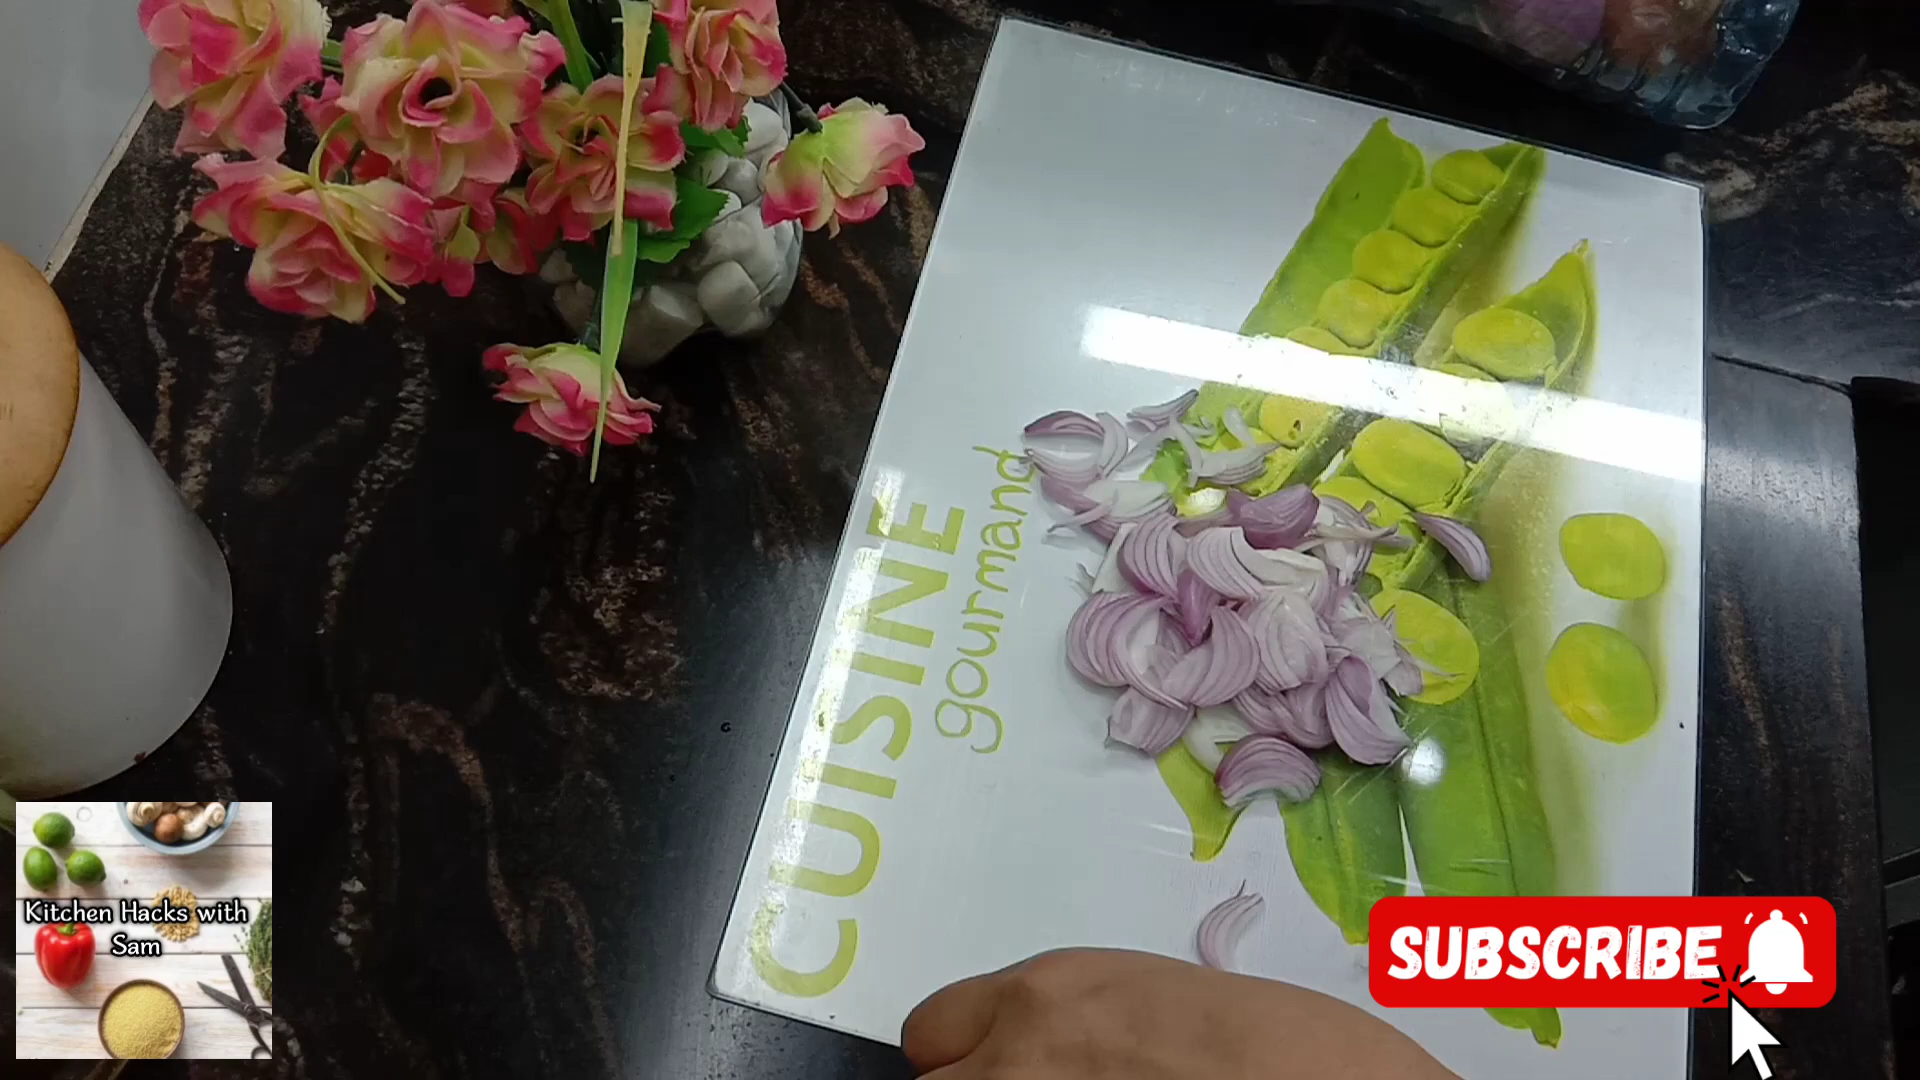 CUISINE
gourmand
Kitchen Hacks with
Sam
SUBSCRIBE